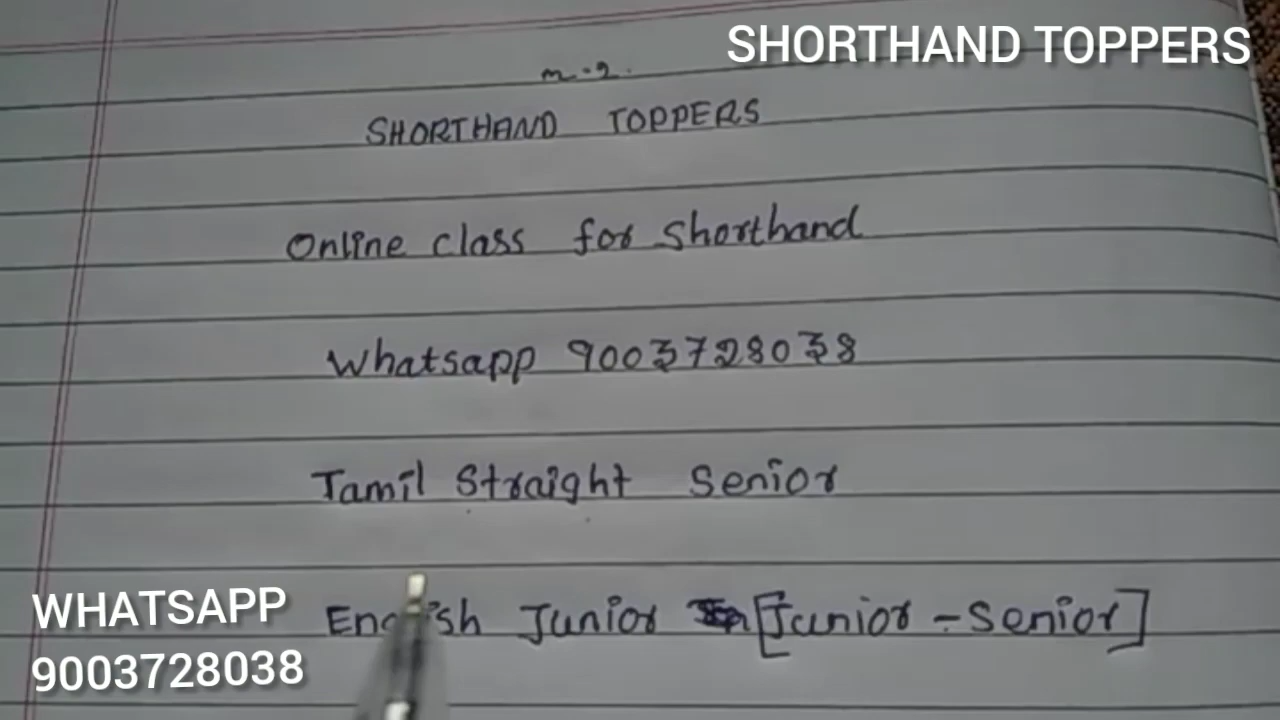 SHORTHAND TOPPERS
m.g.
SHORTHAND TOPPERS
Online class for Shorthand
Whatsapp 9003728038
Tamil Straight Senior
English Junior [Junior - Senior]
WHATSAPP
9003728038